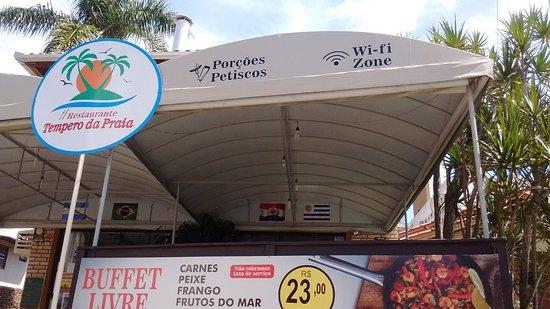 Porções
Petiscos
Wi-fi
Zone
Restaurante
Tempero da Praia
BUFFET
LIVRE
CARNES
PEIXE
FRANGO
FRUTOS DO MAR
Não cobramos
taxa de serviço
R$
23,00